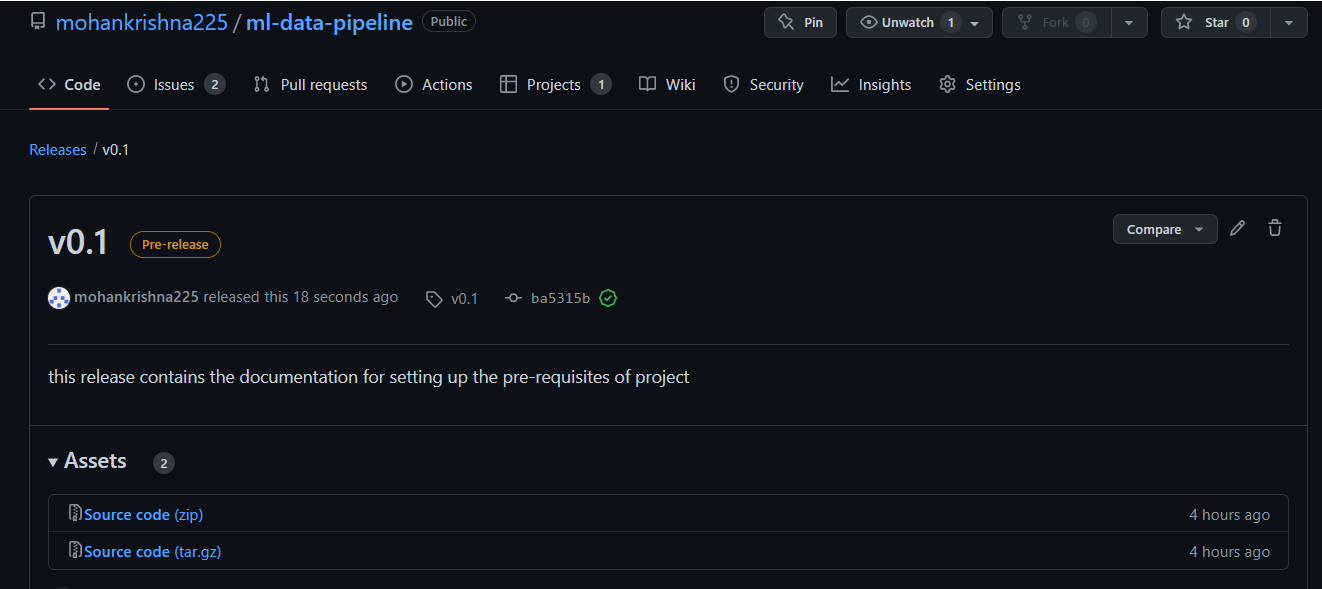 mohankrishna225 / ml-data-pipeline Public Pin Unwatch 1 Fork 0 Star 0
Code Issues 2 Pull requests Actions Projects 1 Wiki Security Insights Settings
Releases / v0.1
v0.1 Pre-release Compare
mohankrishna225 released this 18 seconds ago v0.1 ba5315b
this release contains the documentation for setting up the pre-requisites of project
Assets 2
Source code (zip) 4 hours ago
Source code (tar.gz) 4 hours ago